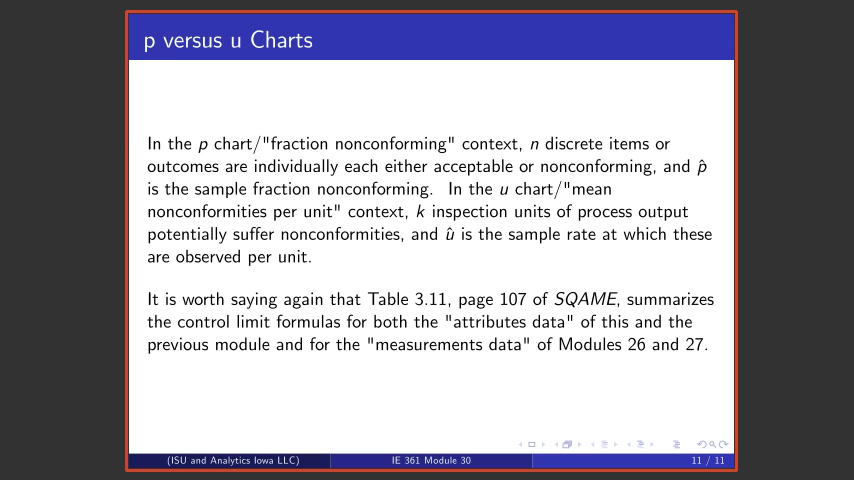 p versus u Charts
In the p chart/"fraction nonconforming" context, n discrete items or
outcomes are individually each either acceptable or nonconforming, and p̂
is the sample fraction nonconforming. In the u chart/"mean
nonconformities per unit" context, k inspection units of process output
potentially suffer nonconformities, and û is the sample rate at which these
are observed per unit.
It is worth saying again that Table 3.11, page 107 of SQAME, summarizes
the control limit formulas for both the "attributes data" of this and the
previous module and for the "measurements data" of Modules 26 and 27.
(ISU and Analytics Iowa LLC)
IE 361 Module 30
11 / 11